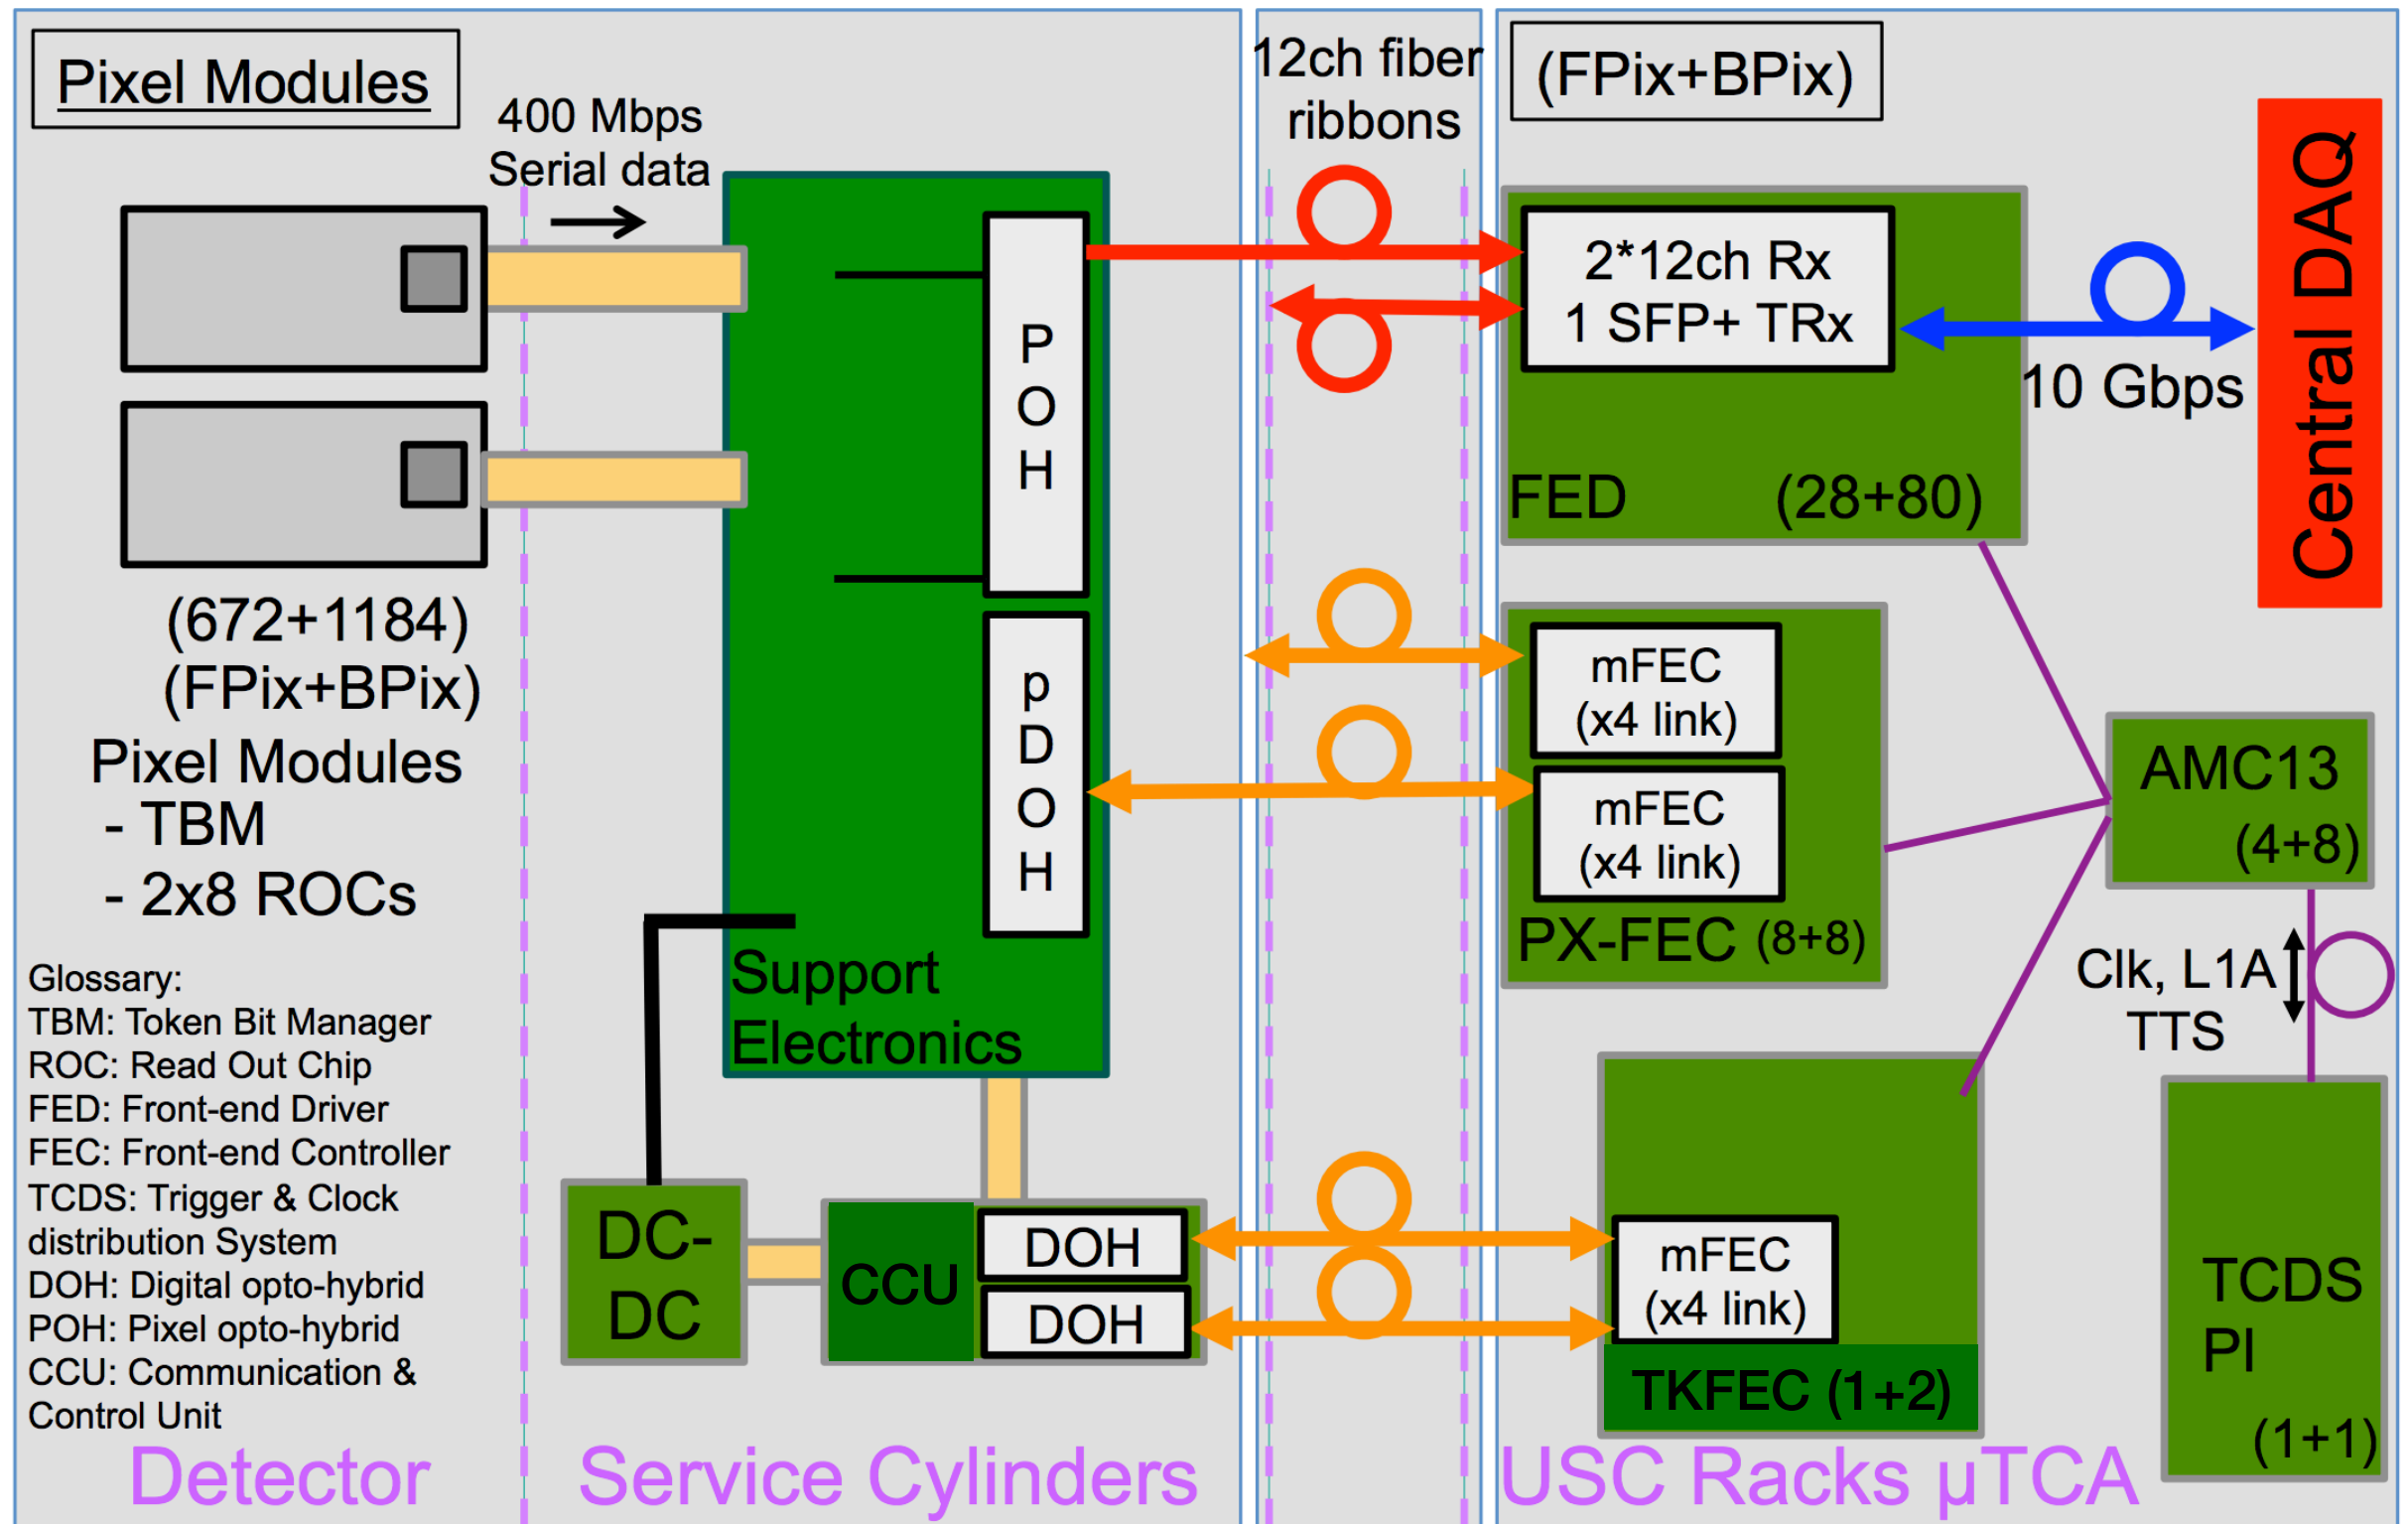 Pixel Modules
400 Mbps
Serial data
P
O
H
p
D
O
H
(672+1184)
(FPix+BPix)
Pixel Modules
- TBM
- 2x8 ROCs
Glossary:
TBM: Token Bit Manager
ROC: Read Out Chip
FED: Front-end Driver
FEC: Front-end Controller
TCDS: Trigger & Clock
distribution System
DOH: Digital opto-hybrid
POH: Pixel opto-hybrid
CCU: Communication &
Control Unit
Detector
Support
Electronics
DC-
DC
CCU
DOH
DOH
Service Cylinders
12ch fiber
ribbons
(FPix+BPix)
2*12ch Rx
1 SFP+ TRx
FED (28+80)
10 Gbps
Central DAQ
mFEC
(x4 link)
mFEC
(x4 link)
PX-FEC (8+8)
AMC13
(4+8)
Clk, L1A
TTS
mFEC
(x4 link)
TKFEC (1+2)
TCDS
PI
(1+1)
USC Racks µTCA